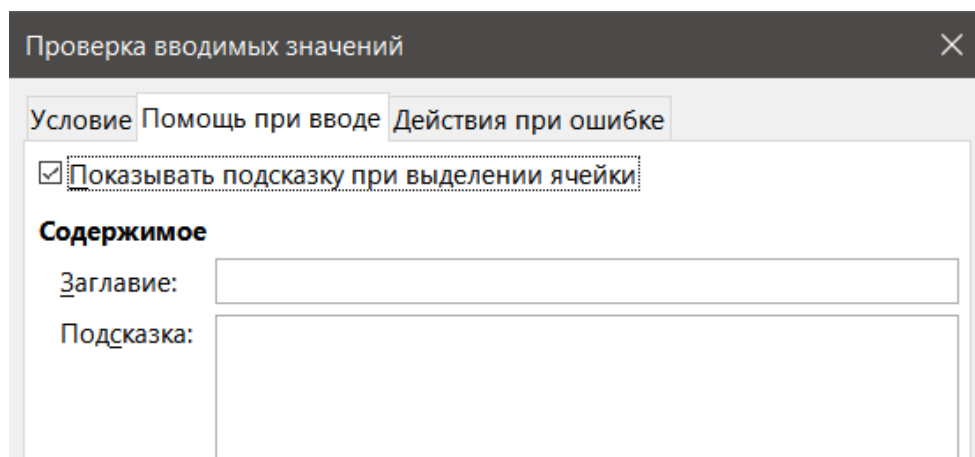 Проверка вводимых значений
Условие Помощь при вводе Действия при ошибке
Показывать подсказку при выделении ячейки
Содержимое
Заглавие:
Подсказка: